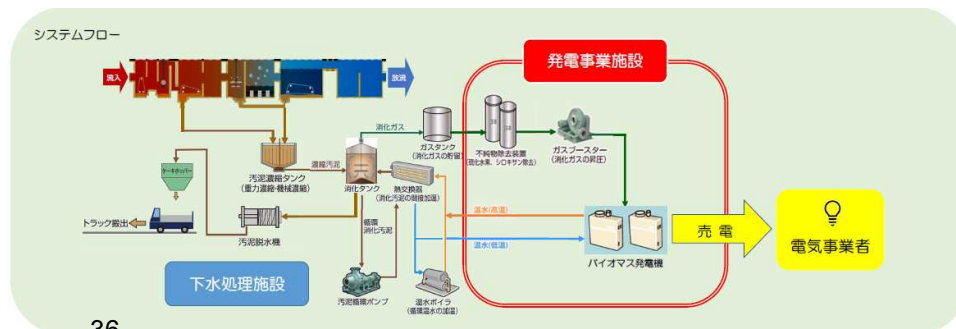 システムフロー
発電事業施設
流入
放流
消化ガス
ガスタンク
(消化ガスの貯留)
不純物除去装置
(硫化水素、シロキサン除去)
ガスブースター
(消化ガスの昇圧)
ケーキホッパー
濃縮汚泥
汚泥濃縮タンク
(重力濃縮・機械濃縮)
消化タンク
熱交換器
(消化汚泥の間接加温)
トラック搬出
汚泥脱水機
循環
消化汚泥
温水(高温)
温水(低温)
バイオマス発電機
売電
電気事業者
下水処理施設
汚泥循環ポンプ
温水ボイラ
(循環温水の加温)
36